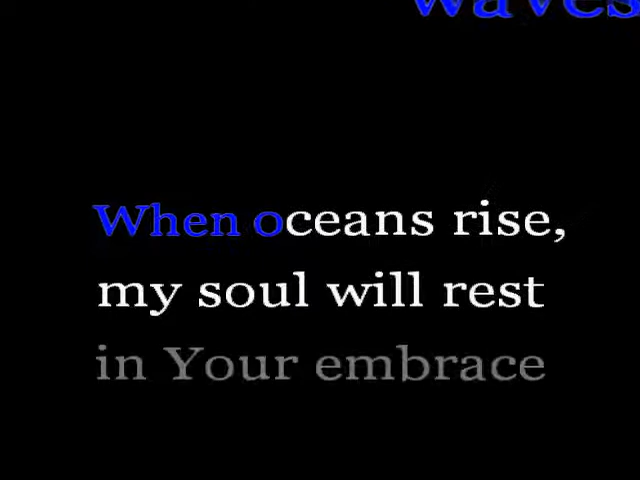 waves
When oceans rise,
my soul will rest
in Your embrace